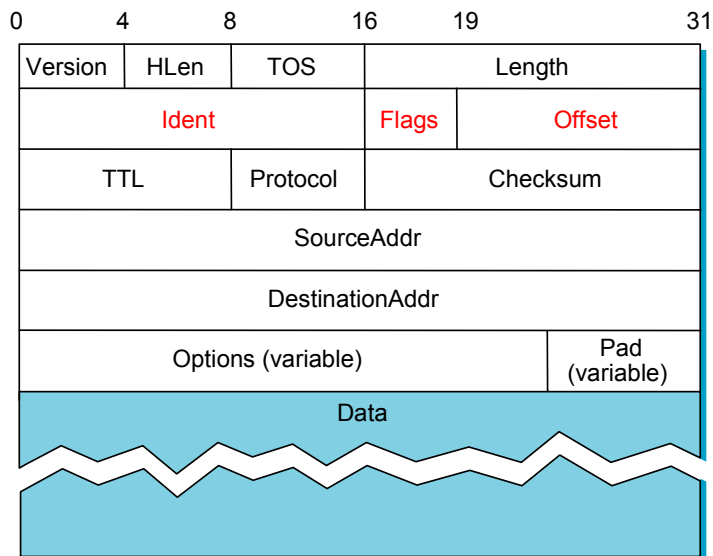 0 4 8 16 19 31
Version HLen TOS Length
Ident Flags Offset
TTL Protocol Checksum
SourceAddr
DestinationAddr
Options (variable) Pad
(variable)
Data